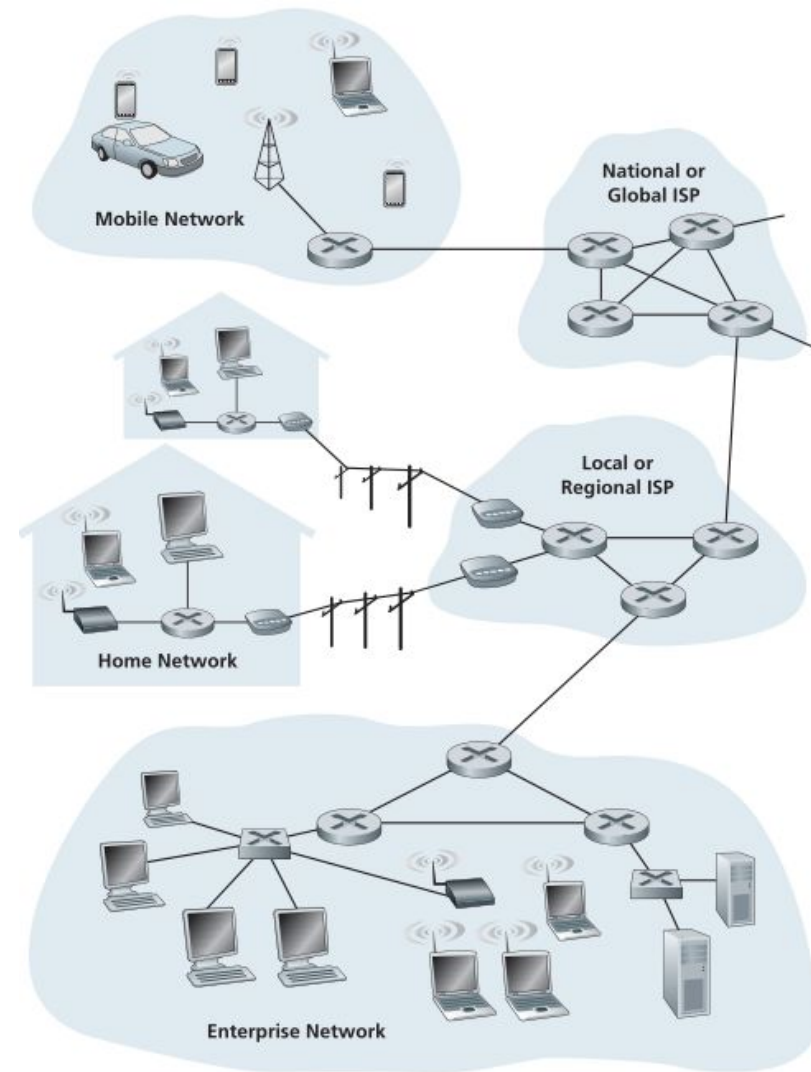 Mobile Network
National or
Global ISP
Local or
Regional ISP
Home Network
Enterprise Network